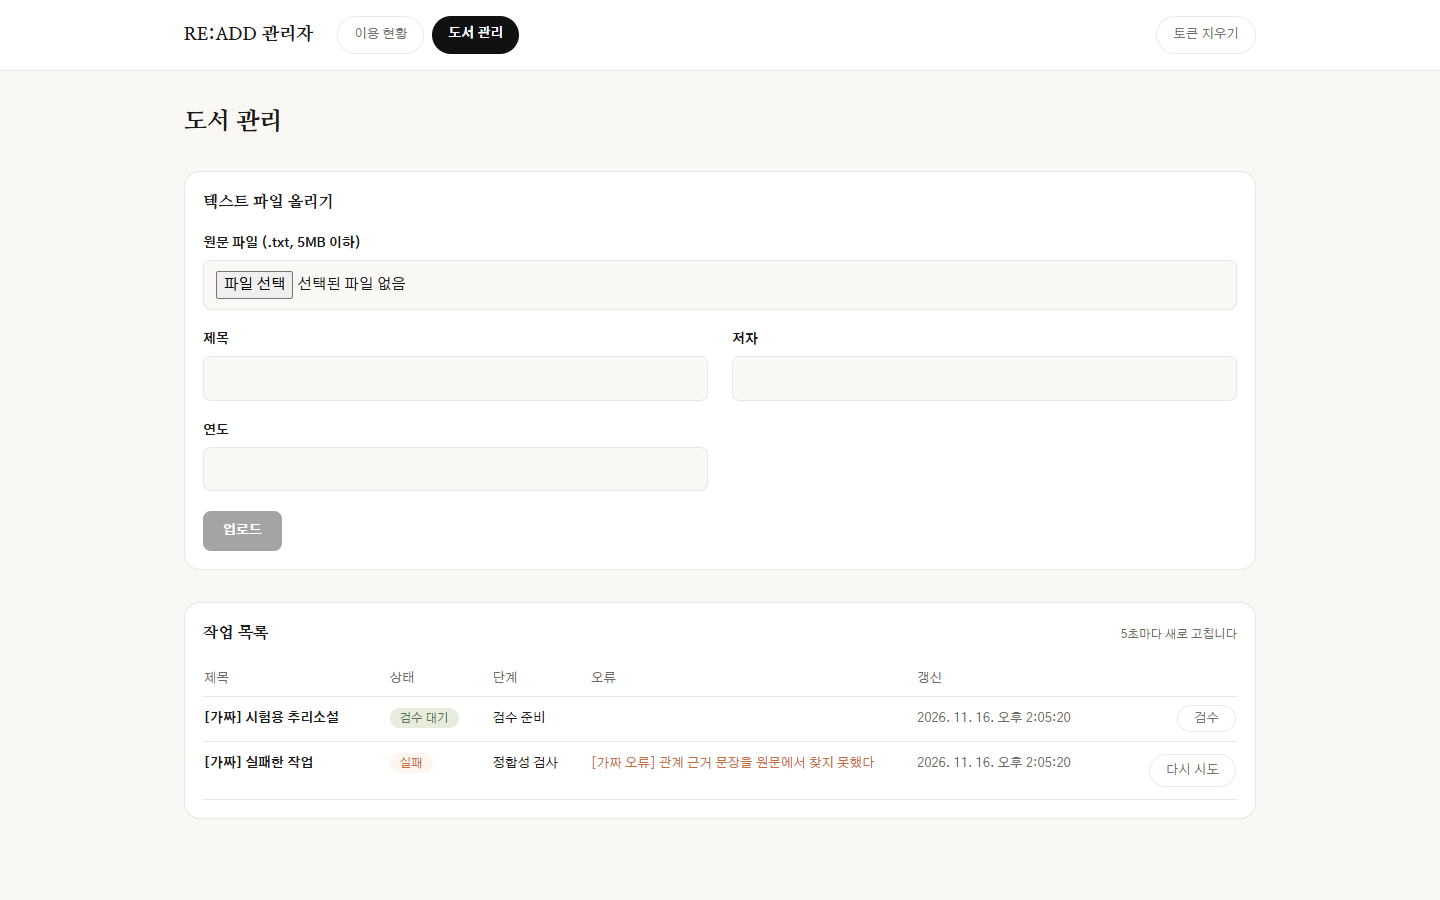 RE:ADD 관리자 이용 현황 도서 관리 토큰 지우기
도서 관리
텍스트 파일 올리기
원문 파일 (.txt, 5MB 이하)
파일 선택 선택된 파일 없음
제목 저자
연도
업로드
작업 목록 5초마다 새로 고칩니다
제목 상태 단계 오류 갱신
[가짜] 시험용 추리소설 검수 대기 검수 준비 2026. 11. 16. 오후 2:05:20 검수
[가짜] 실패한 작업 실패 정합성 검사 [가짜 오류] 관계 근거 문장을 원문에서 찾지 못했다 2026. 11. 16. 오후 2:05:20 다시 시도